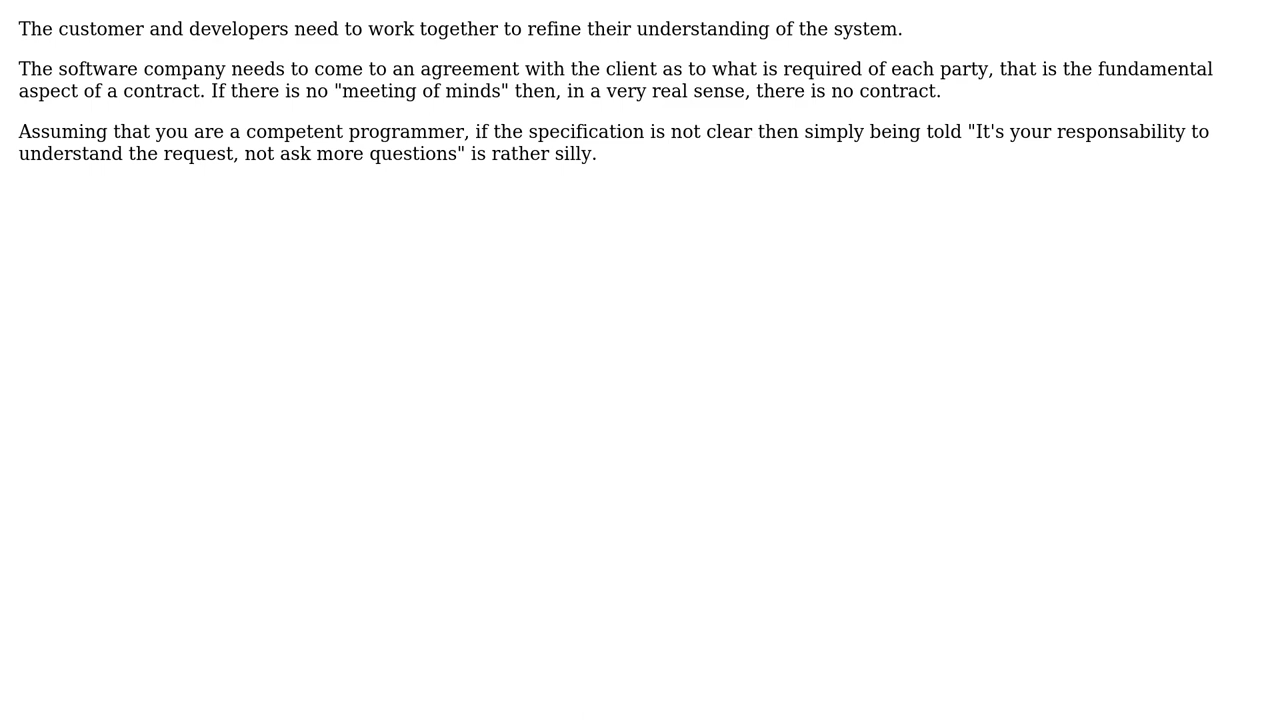 The customer and developers need to work together to refine their understanding of the system.
The software company needs to come to an agreement with the client as to what is required of each party, that is the fundamental
aspect of a contract. If there is no "meeting of minds" then, in a very real sense, there is no contract.
Assuming that you are a competent programmer, if the specification is not clear then simply being told "It's your responsability to
understand the request, not ask more questions" is rather silly.